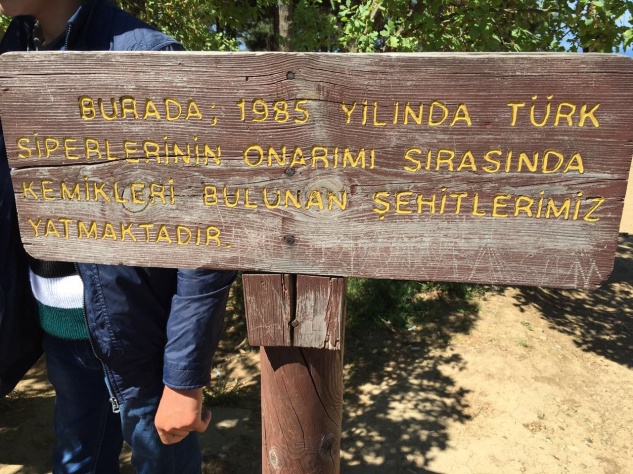 BURADA; 1985 YILINDA TÜRK
SİPERLERİNİN ONARIMI SIRASINDA
KEMİKLERİ BULUNAN ŞEHİTLERİMİZ
YATMAKTADIR.